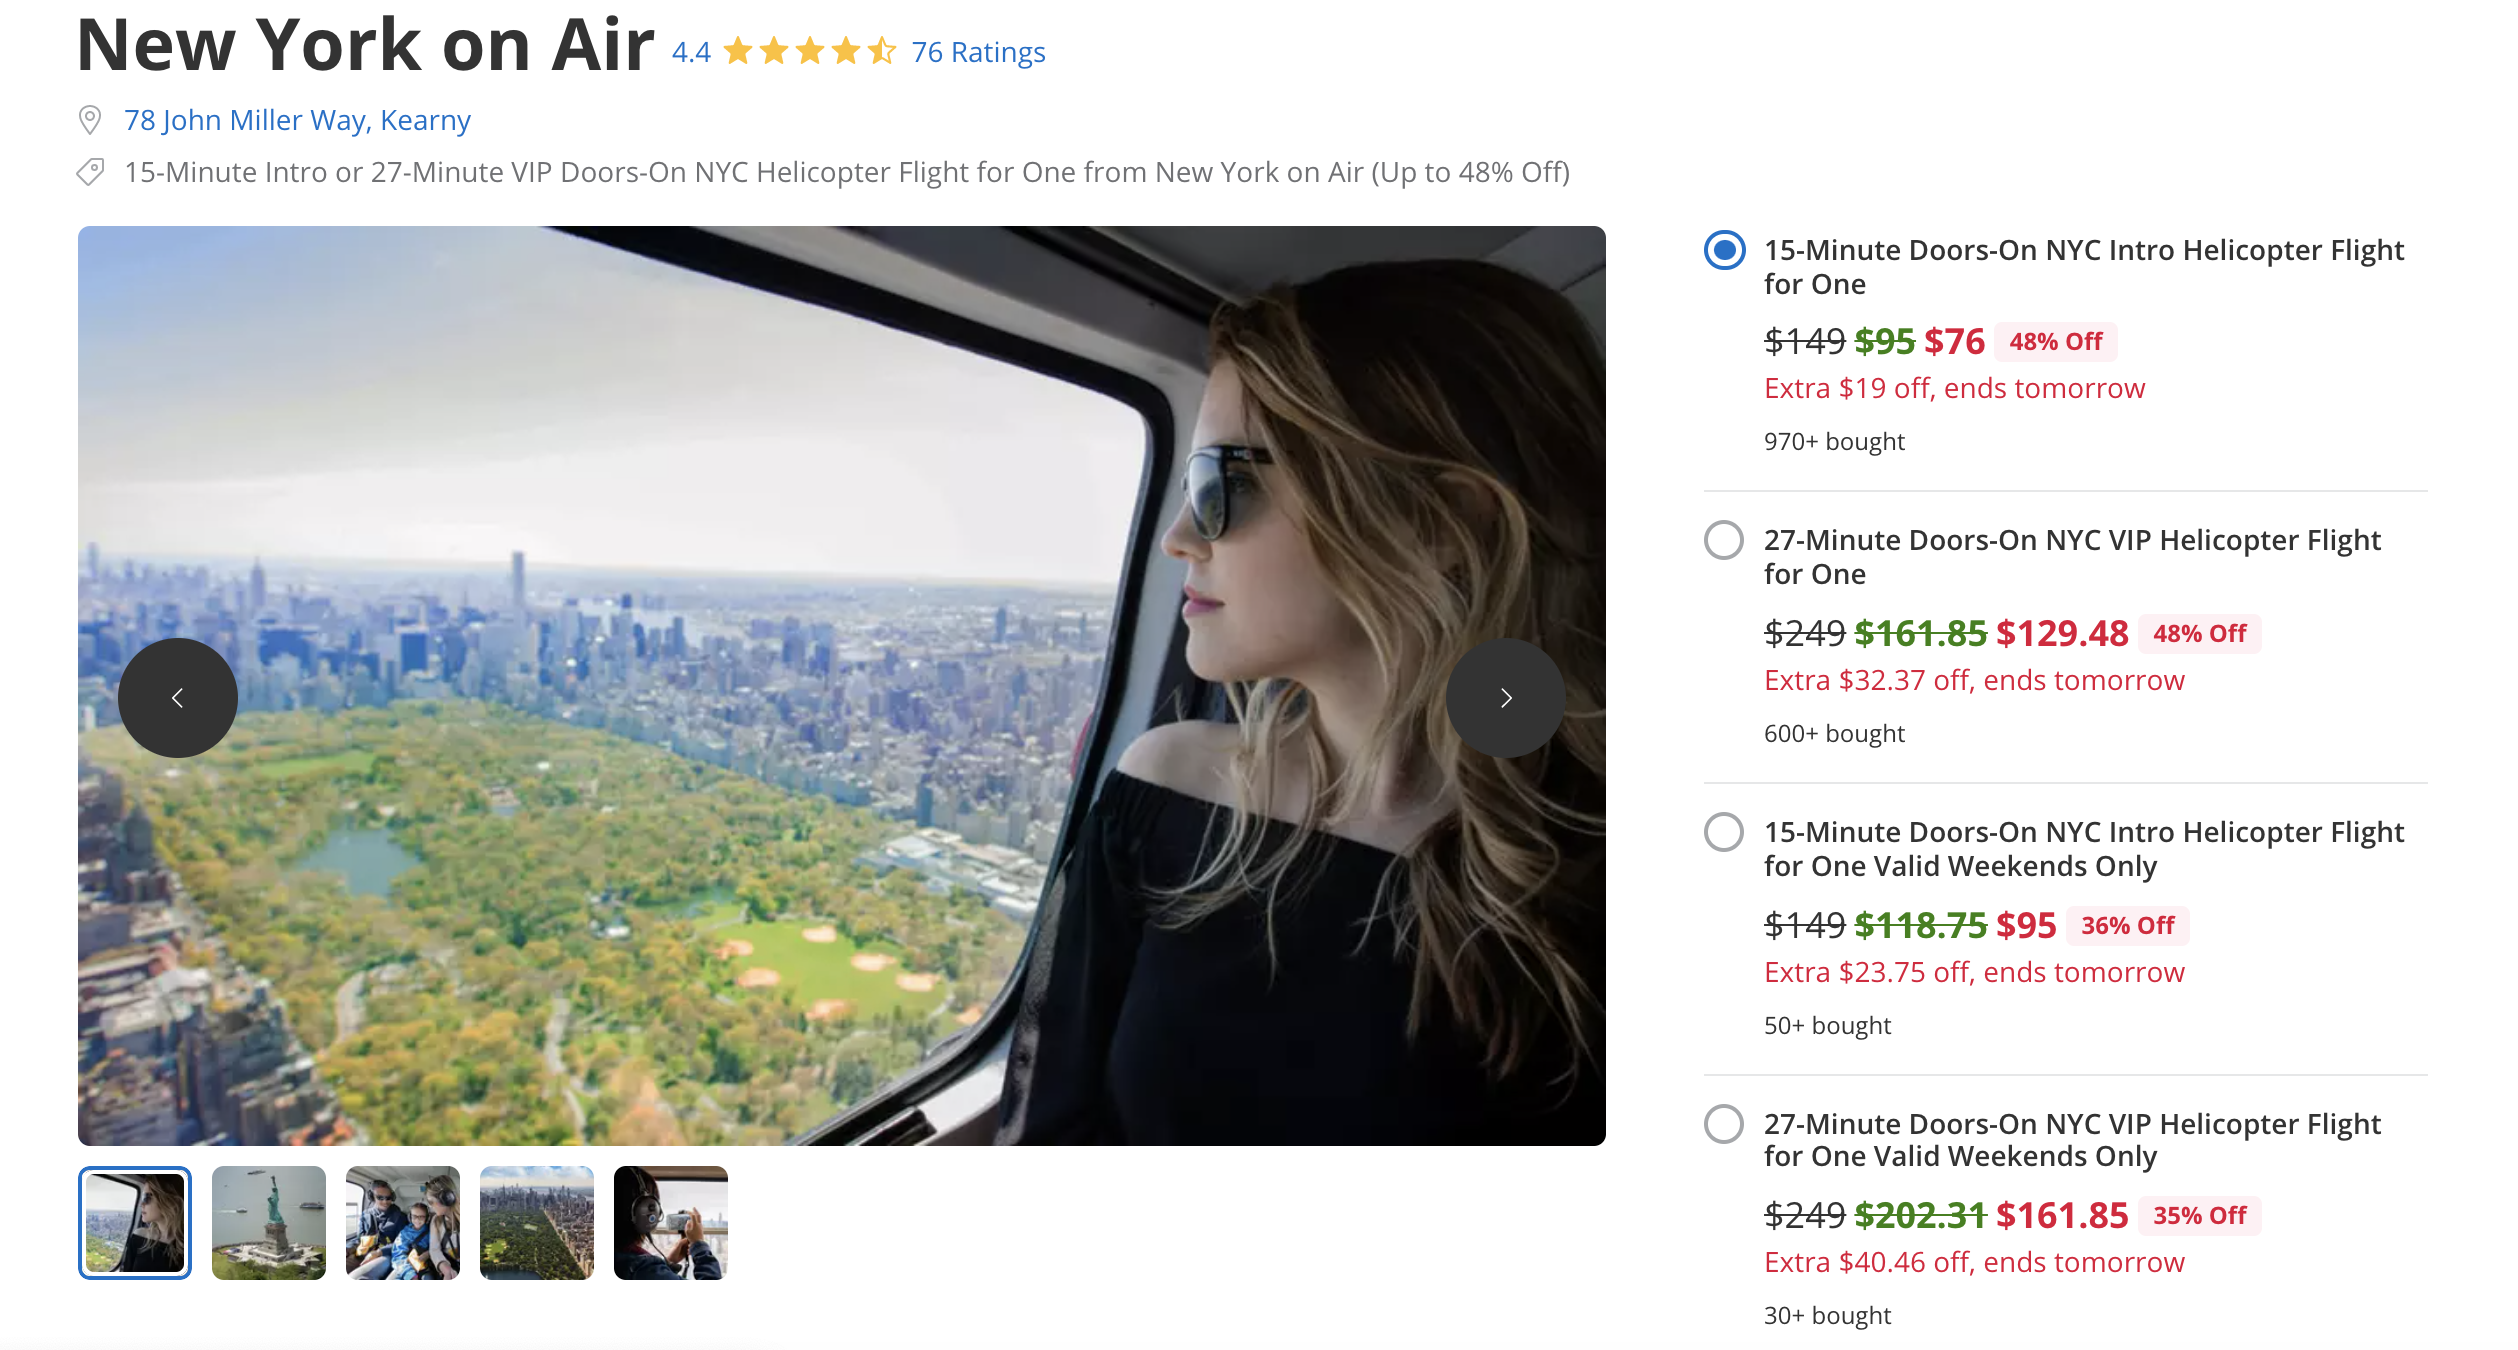 New York on Air 4.4 76 Ratings
78 John Miller Way, Kearny
15-Minute Intro or 27-Minute VIP Doors-On NYC Helicopter Flight for One from New York on Air (Up to 48% Off)
15-Minute Doors-On NYC Intro Helicopter Flight
for One
$149 $95 $76 48% Off
Extra $19 off, ends tomorrow
970+ bought
27-Minute Doors-On NYC VIP Helicopter Flight
for One
$249 $161.85 $129.48 48% Off
Extra $32.37 off, ends tomorrow
600+ bought
15-Minute Doors-On NYC Intro Helicopter Flight
for One Valid Weekends Only
$149 $118.75 $95 36% Off
Extra $23.75 off, ends tomorrow
50+ bought
27-Minute Doors-On NYC VIP Helicopter Flight
for One Valid Weekends Only
$249 $202.31 $161.85 35% Off
Extra $40.46 off, ends tomorrow
30+ bought